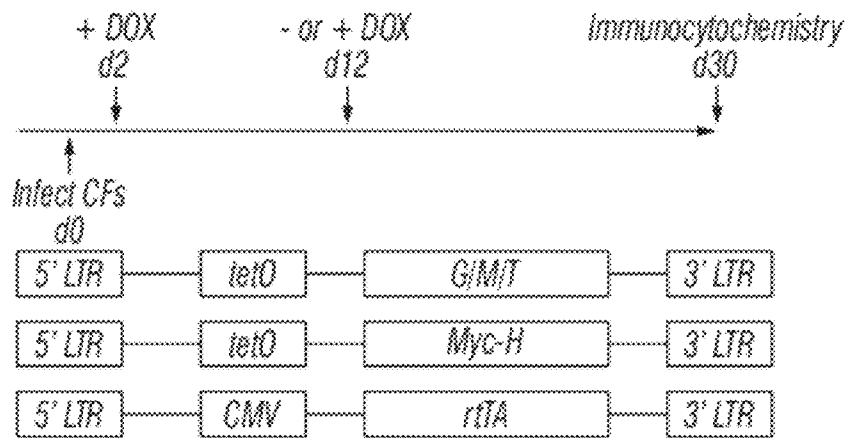 + DOX - or + DOX Immunocytochemistry
d2 d12 d30
Infect CFs
d0
5' LTR tetO G/M/T 3' LTR
5' LTR tetO Myc-H 3' LTR
5' LTR CMV rtTA 3' LTR